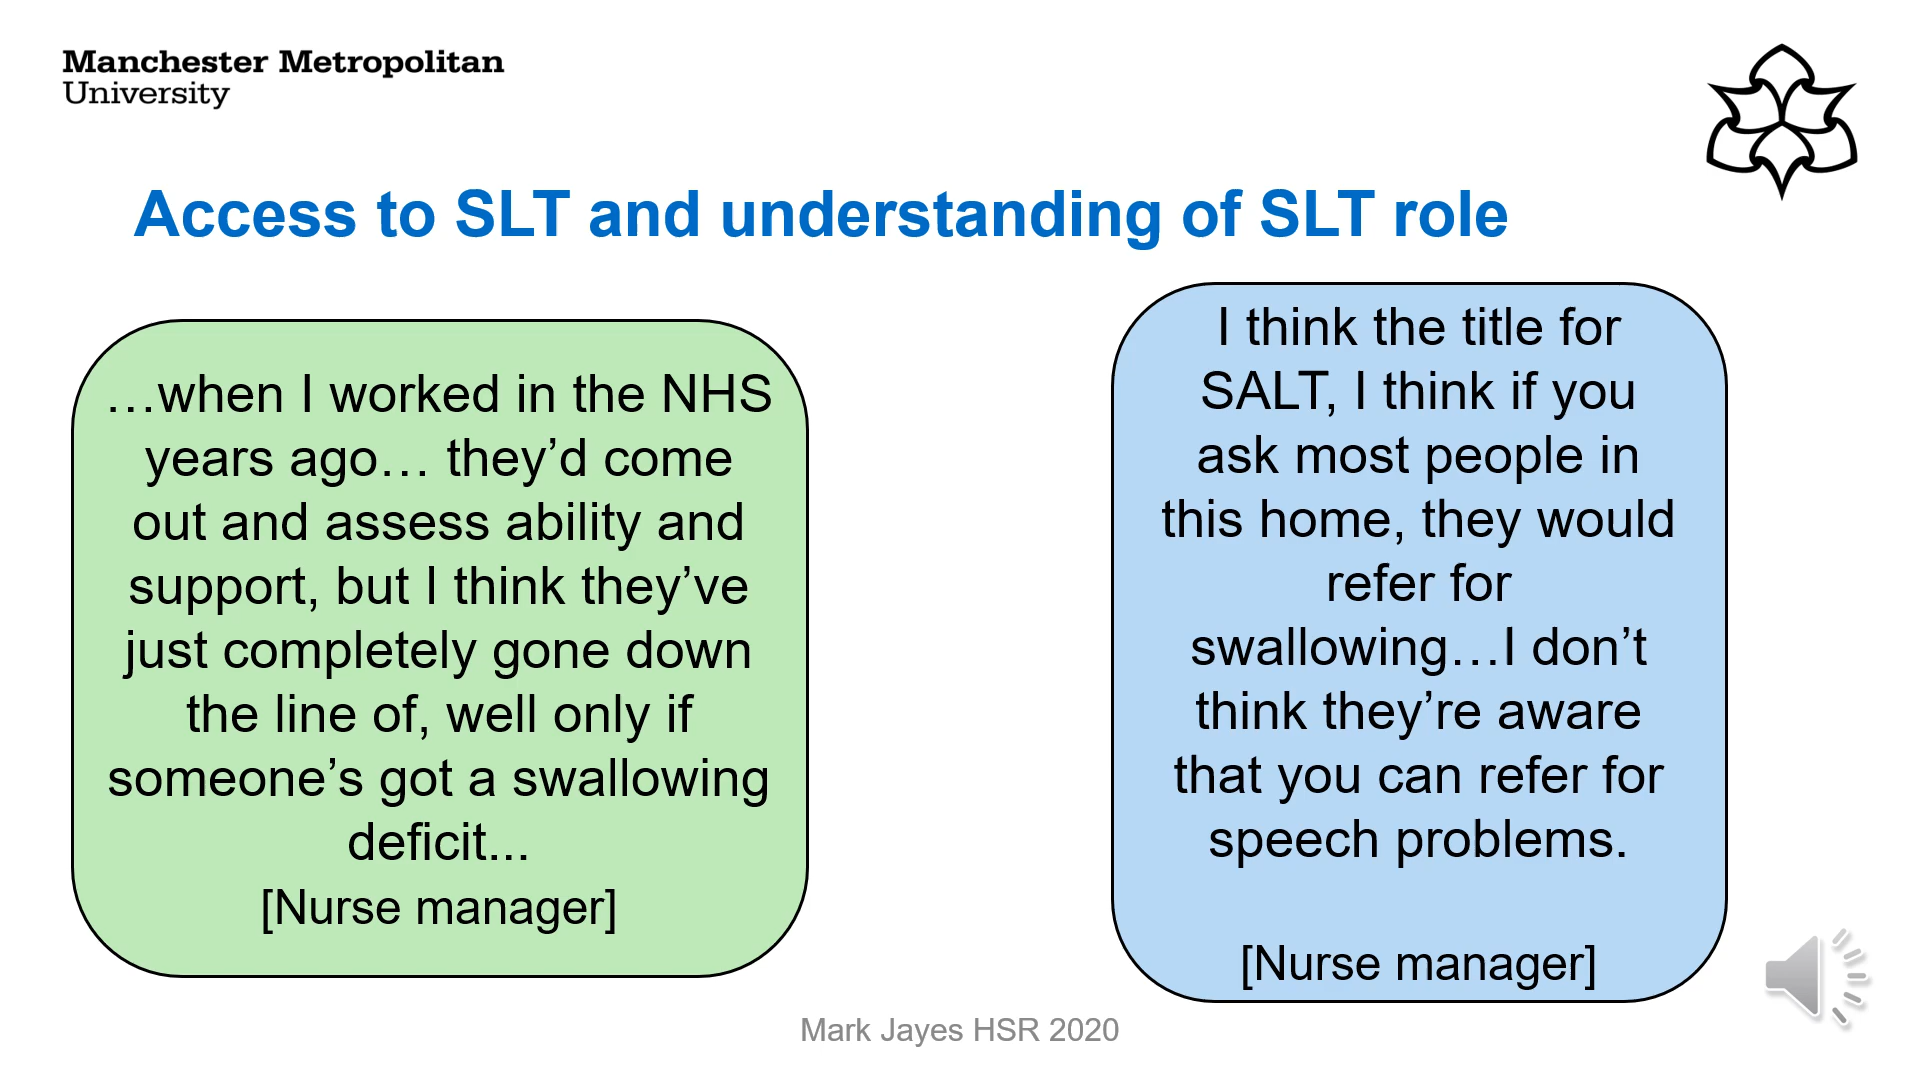 Manchester Metropolitan
University
Access to SLT and understanding of SLT role
…when I worked in the NHS
years ago… they’d come
out and assess ability and
support, but I think they’ve
just completely gone down
the line of, well only if
someone’s got a swallowing
deficit...
[Nurse manager]
I think the title for
SALT, I think if you
ask most people in
this home, they would
refer for
swallowing…I don’t
think they’re aware
that you can refer for
speech problems.
[Nurse manager]
Mark Jayes HSR 2020